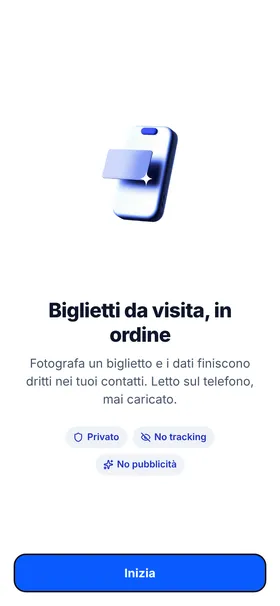 Biglietti da visita, in
ordine
Fotografa un biglietto e i dati finiscono
dritti nei tuoi contatti. Letto sul telefono,
mai caricato.
Privato
No tracking
No pubblicità
Inizia